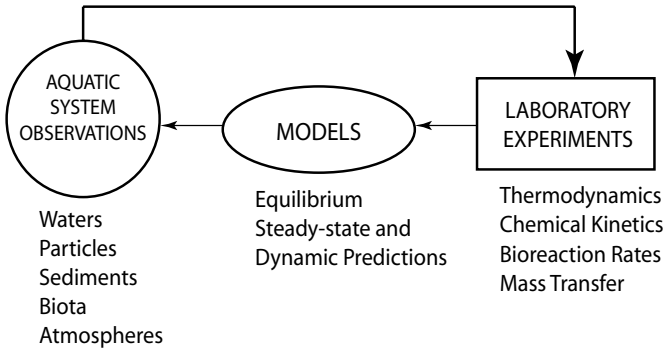 AQUATIC
SYSTEM
OBSERVATIONS
Waters
Particles
Sediments
Biota
Atmospheres
MODELS
Equilibrium
Steady-state and
Dynamic Predictions
LABORATORY
EXPERIMENTS
Thermodynamics
Chemical Kinetics
Bioreaction Rates
Mass Transfer